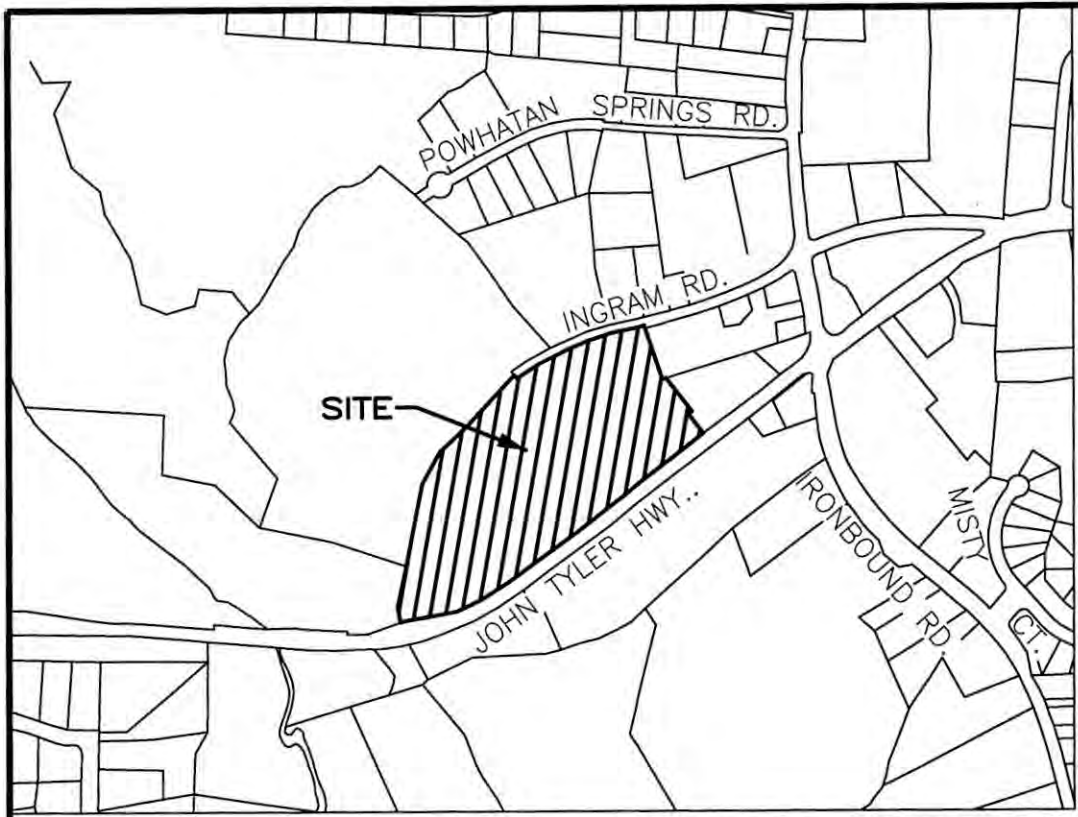 POWHATAN SPRINGS RD.
INGRAM RD.
SITE
JOHN TYLER HWY..
IRONBOUND RD.
MISTY CT.